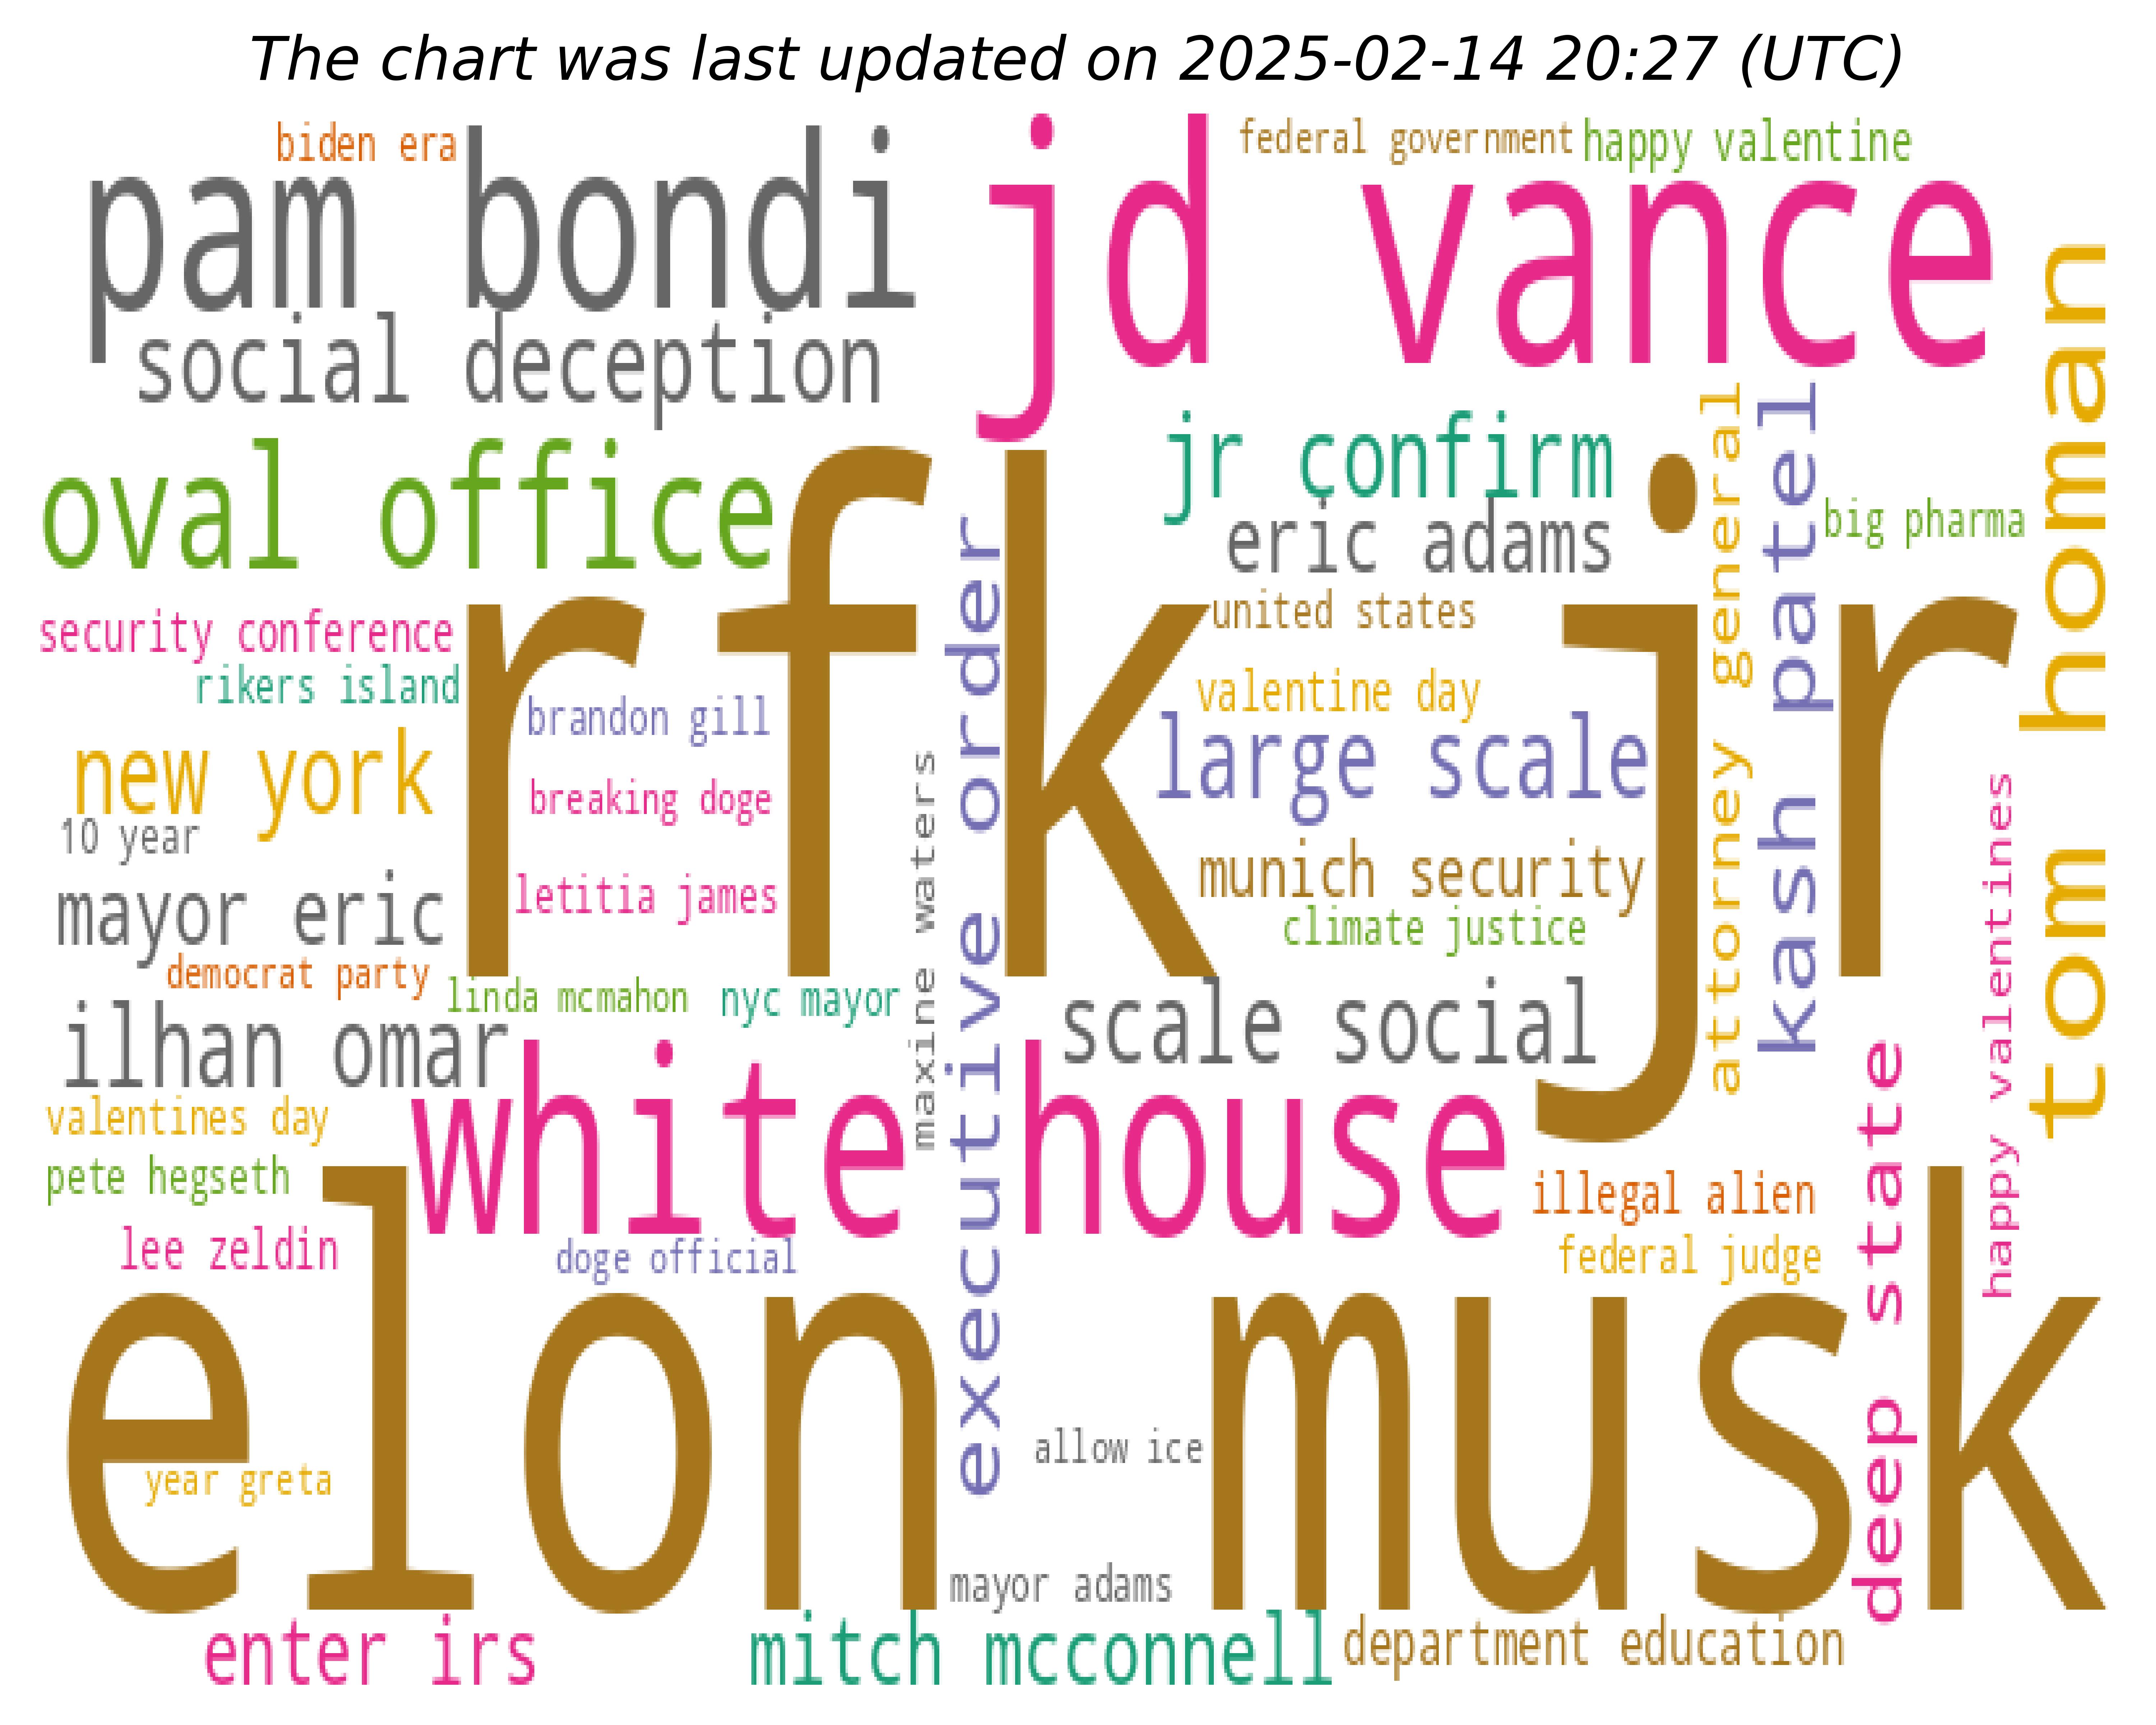 The chart was last updated on 2025-02-14 20:27 (UTC)
biden era
federal government
happy valentine
pam bondi
jd vance
social deception
tom homan
jr confirm
attorney general
kash patel
oval office
eric adams
big pharma
rfk jr
executive order
united states
security conference
rikers island
valentine day
brandon gill
new york
large scale
breaking doge
maxine waters
10 year
munich security
happy valentines
letitia james
mayor eric
climate justice
democrat party
linda mcmahon
nyc mayor
scale social
ilhan omar
white house
deep state
valentines day
pete hegseth
illegal alien
lee zeldin
doge official
federal judge
elon musk
allow ice
year greta
mayor adams
enter irs
mitch mcconnell
department education